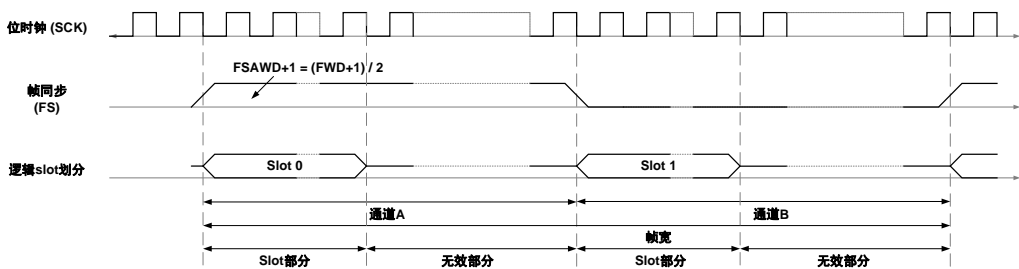 位时钟 (SCK)
FSAWD+1 = (FWD+1) / 2
帧同步
(FS)
逻辑slot划分
Slot 0
Slot 1
通道A
通道B
帧宽
Slot部分
无效部分
Slot部分
无效部分